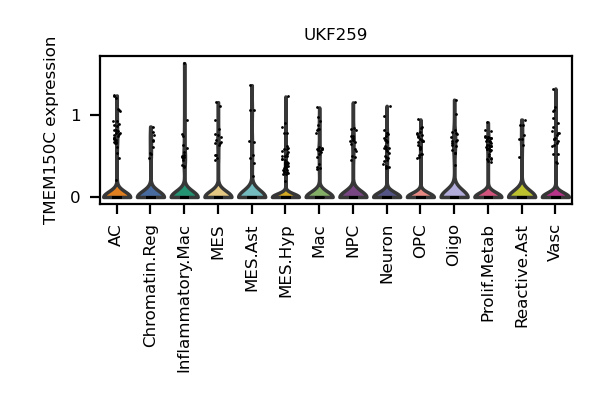 UKF259
TMEM150C expression
1
0
AC
Chromatin.Reg
Inflammatory.Mac
MES
MES.Ast
MES.Hyp
Mac
NPC
Neuron
OPC
Oligo
Prolif.Metab
Reactive.Ast
Vasc